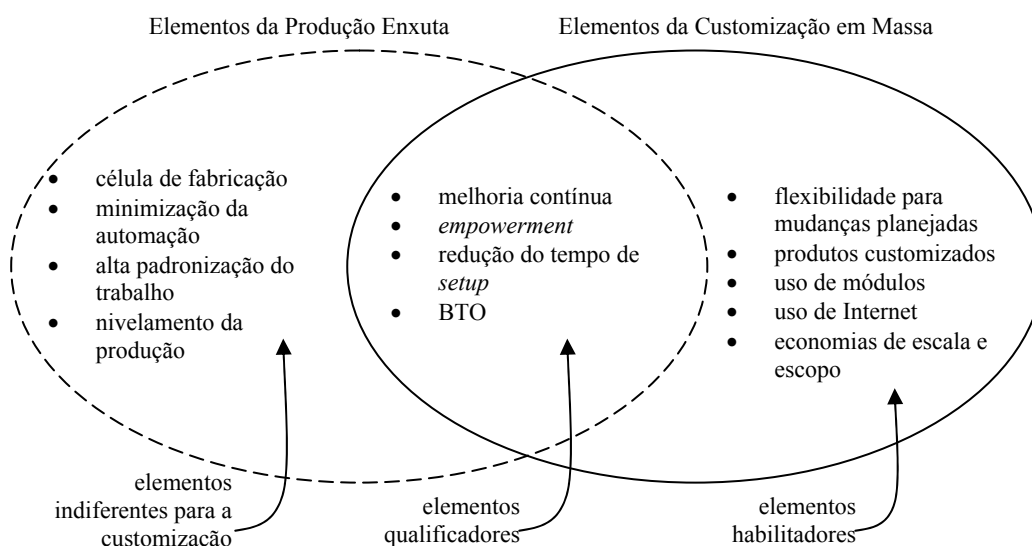 Elementos da Produção Enxuta
Elementos da Customização em Massa
• célula de fabricação
• minimização da
automação
• alta padronização do
trabalho
• nivelamento da
produção
• melhoria contínua
• empowerment
• redução do tempo de
setup
• BTO
• flexibilidade para
mudanças planejadas
• produtos customizados
• uso de módulos
• uso de Internet
• economias de escala e
escopo
elementos
indiferentes para a
customização
elementos
qualificadores
elementos
habilitadores